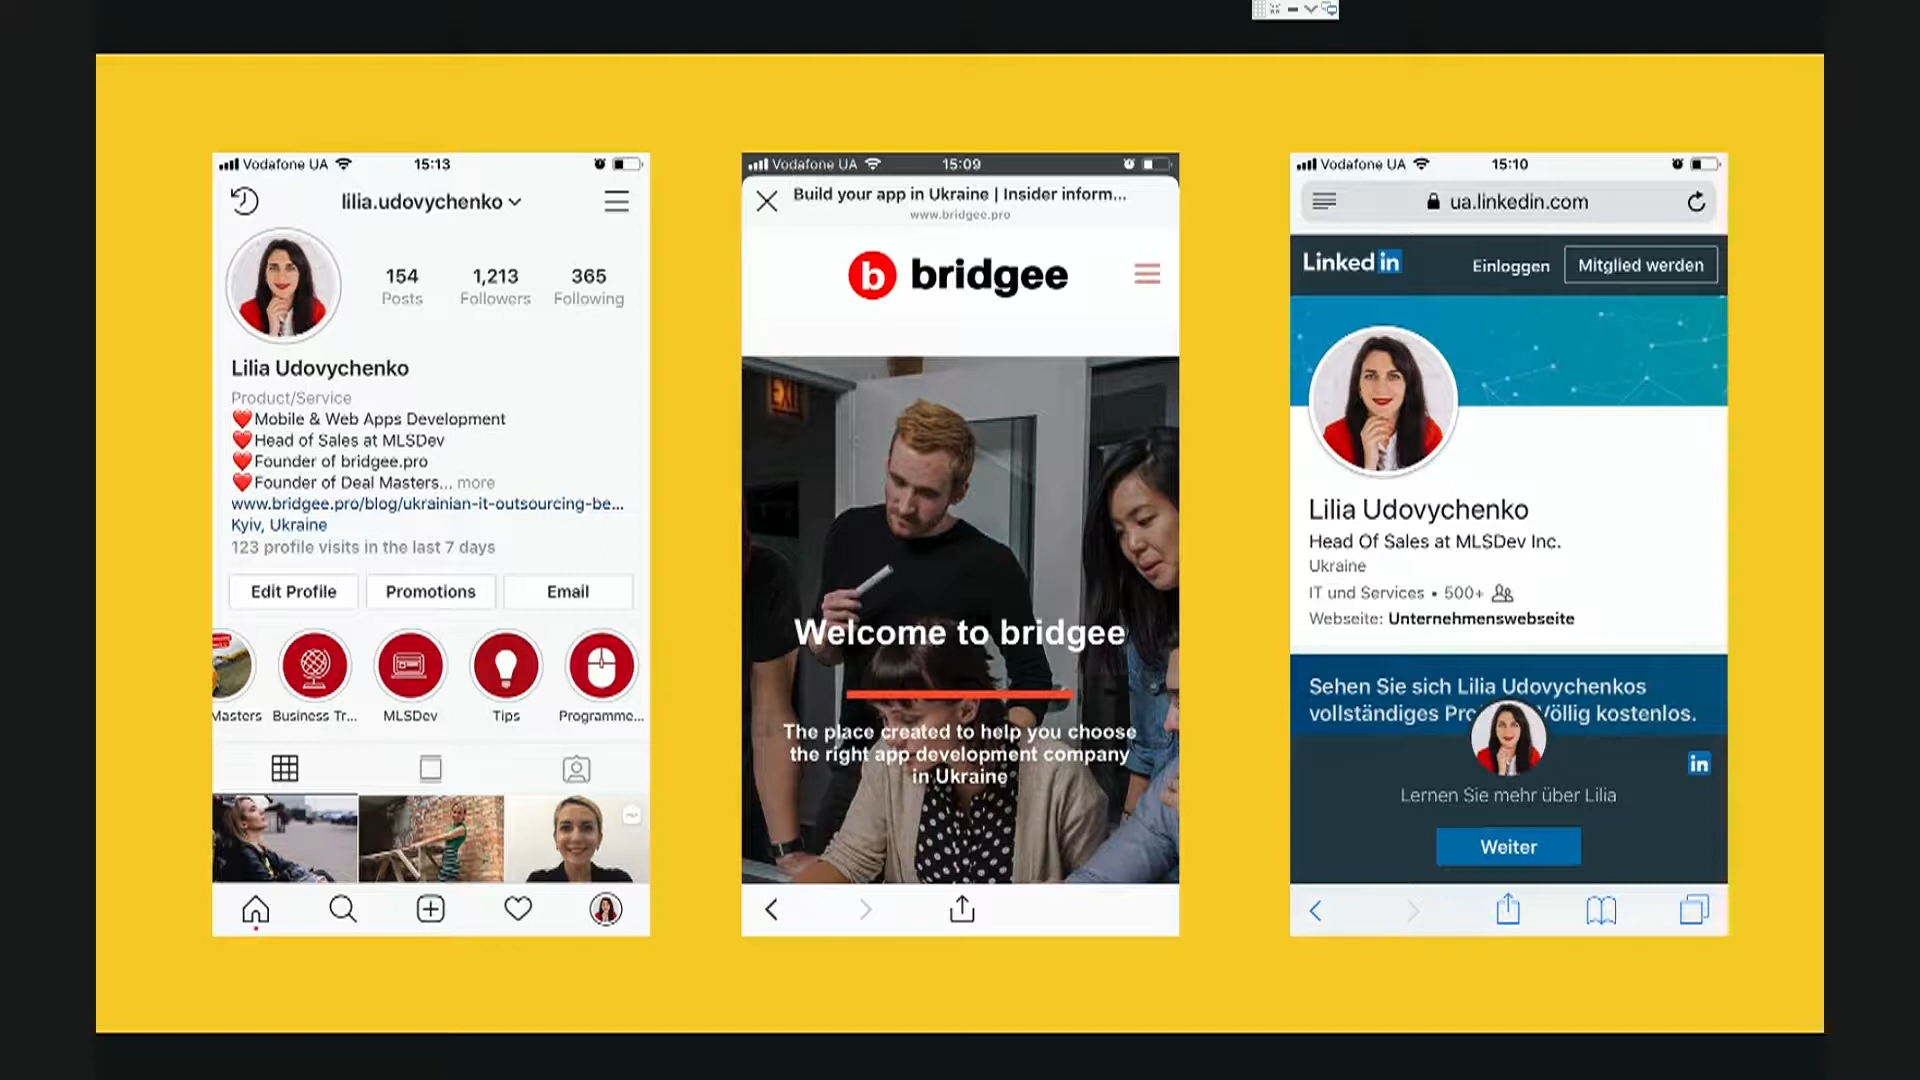 Vodafone UA 15:13
lilia.udovychenko
154 1,213 365
Posts Followers Following
Lilia Udovychenko
Product/Service
❤️Mobile & Web Apps Development
❤️Head of Sales at MLSDev
❤️Founder of bridgee.pro
❤️Founder of Deal Masters... more
www.bridgee.pro/blog/ukrainian-it-outsourcing-be...
Kyiv, Ukraine
123 profile visits in the last 7 days
Edit Profile Promotions Email
Masters Business Tr... MLSDev Tips Programme...
Vodafone UA 15:09
Build your app in Ukraine | Insider inform...
www.bridgee.pro
b bridgee
EXIT
Welcome to bridgee
The place created to help you choose
the right app development company
in Ukraine
Vodafone UA 15:10
ua.linkedin.com
Linked in Einloggen Mitglied werden
Lilia Udovychenko
Head Of Sales at MLSDev Inc.
Ukraine
IT und Services • 500+
Webseite: Unternehmenswebseite
Sehen Sie sich Lilia Udovychenkos
vollständiges Pro Völlig kostenlos.
in
Lernen Sie mehr über Lilia
Weiter